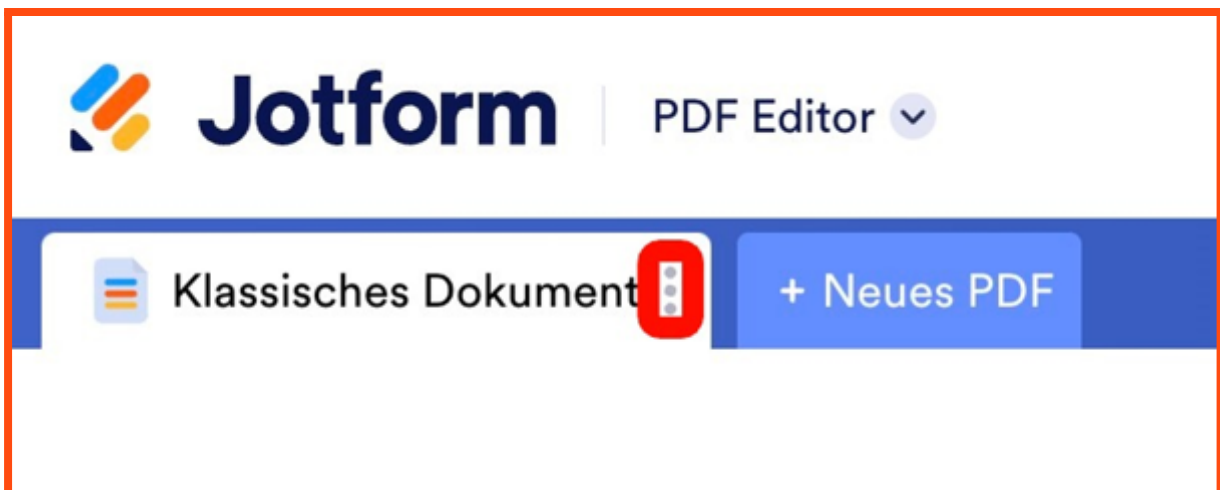 Jotform PDF Editor
Klassisches Dokument + Neues PDF